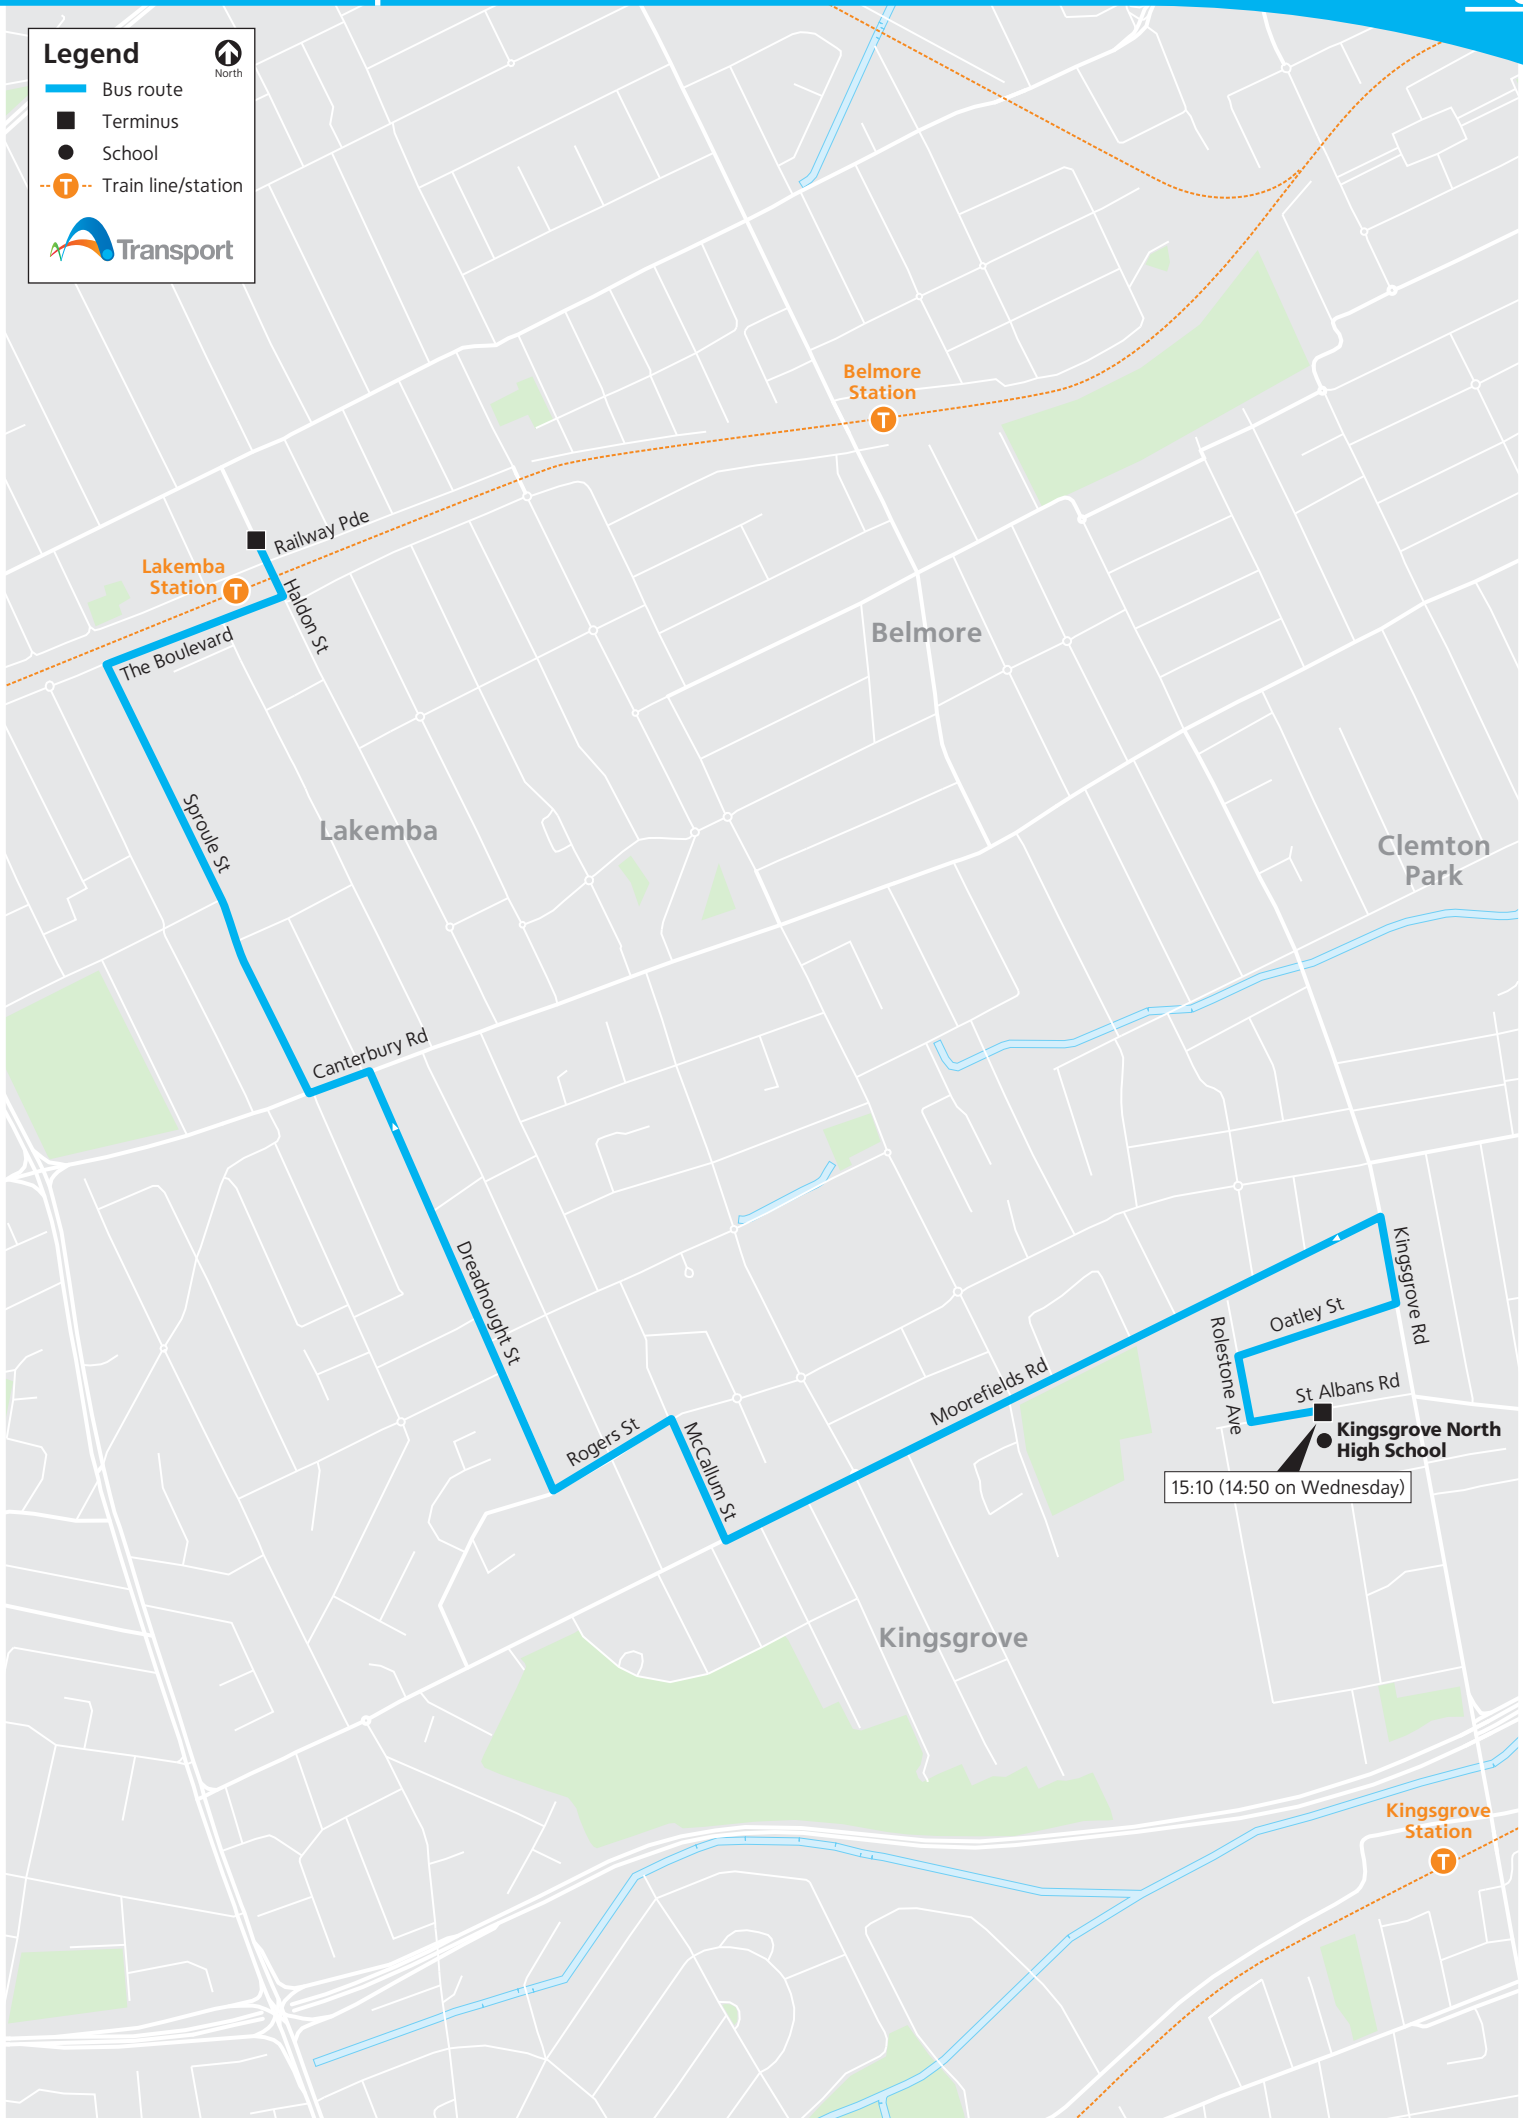 Legend
North
Bus route
Terminus
School
T
Train line/station
Transport
Belmore
Station
T
Railway Pde
Lakemba
Station
T
Haldon St
The Boulevard
Belmore
Sproule St
Lakemba
Clemton
Park
Canterbury Rd
Dreadnought St
Kingsgrove Rd
Oatley St
Rolestone Ave
St Albans Rd
Moorefields Rd
Rogers St
McCallum St
Kingsgrove North
High School
15:10 (14:50 on Wednesday)
Kingsgrove
Kingsgrove
Station
T